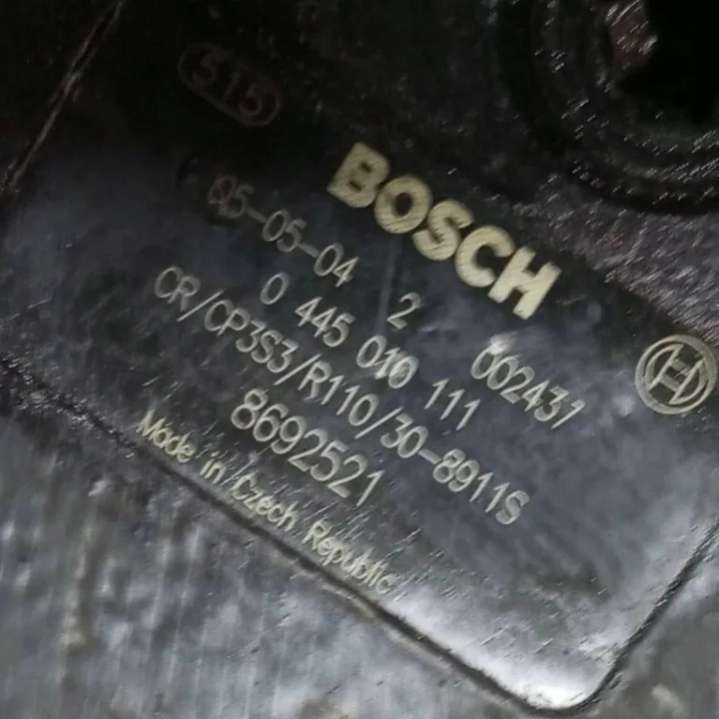 515
BOSCH
05-05-04 2 002437
0 445 010 111
CR/CP3S3/R110/30-8911S
8692521
Made in Czech Republic